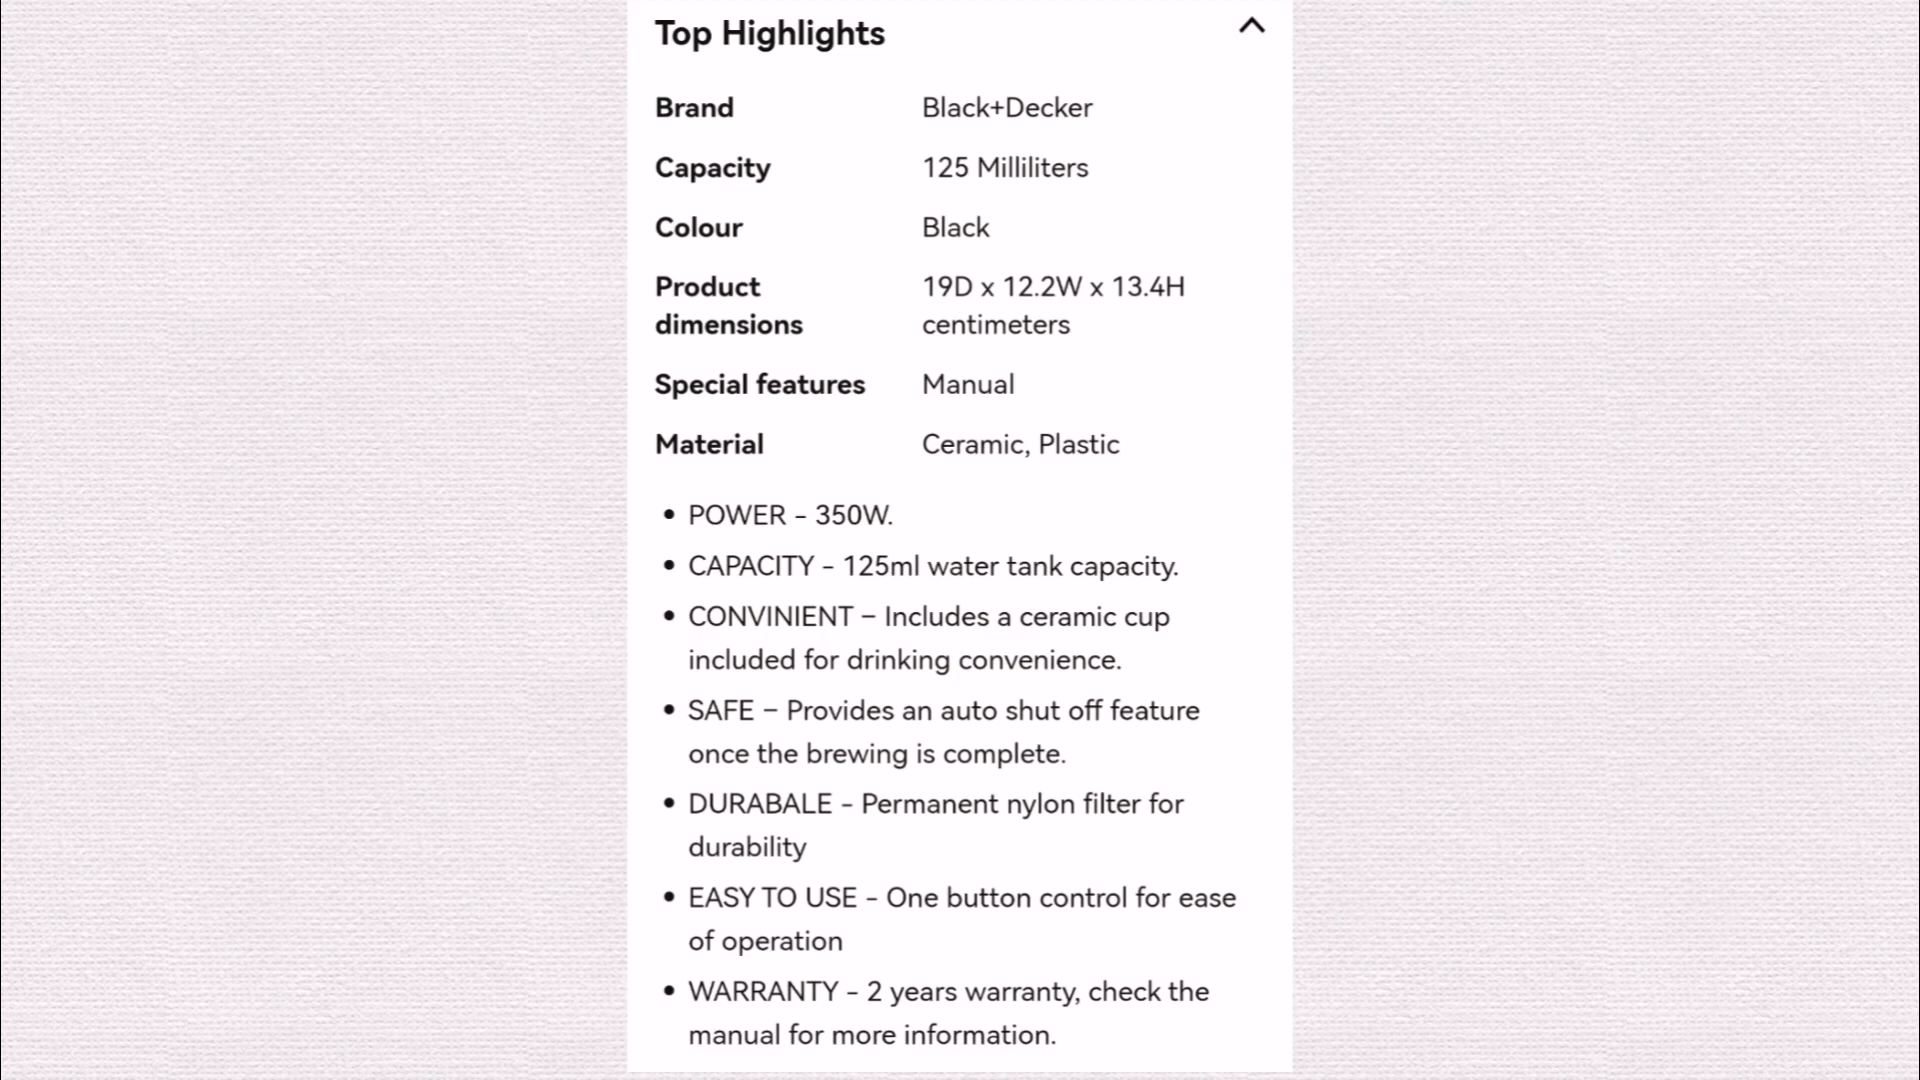 Top Highlights
Brand Black+Decker
Capacity 125 Milliliters
Colour Black
Product 19D x 12.2W x 13.4H
dimensions centimeters
Special features Manual
Material Ceramic, Plastic
• POWER - 350W.
• CAPACITY - 125ml water tank capacity.
• CONVINIENT – Includes a ceramic cup
included for drinking convenience.
• SAFE – Provides an auto shut off feature
once the brewing is complete.
• DURABALE - Permanent nylon filter for
durability
• EASY TO USE - One button control for ease
of operation
• WARRANTY - 2 years warranty, check the
manual for more information.